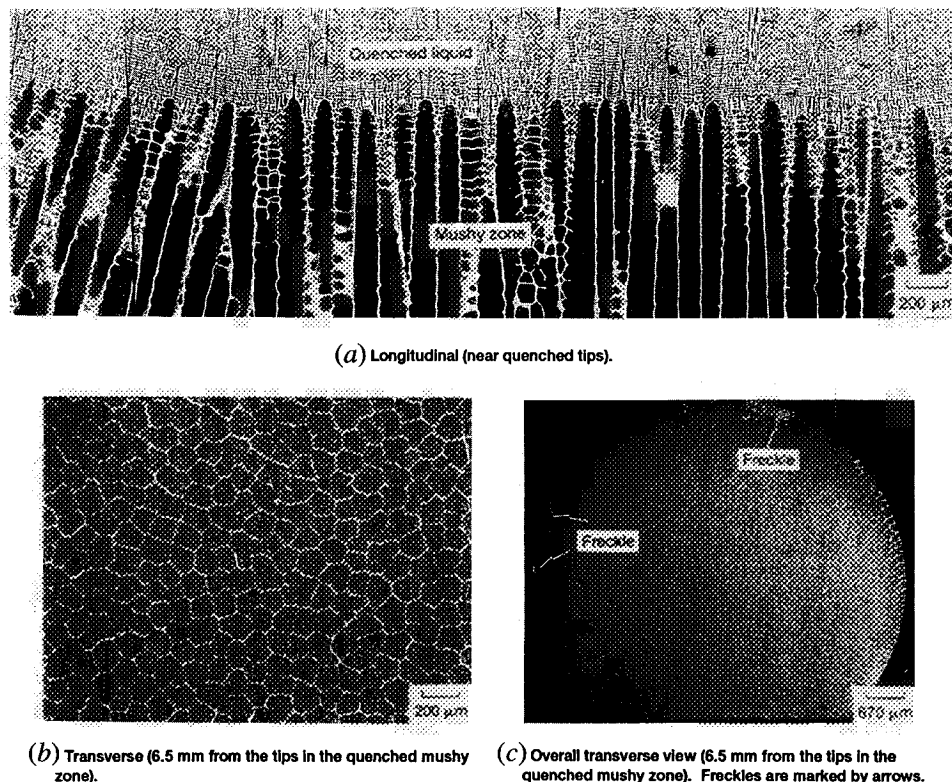 Quenched liquid
Mushy zone
200 μm
(a) Longitudinal (near quenched tips).
200 μm
(b) Transverse (6.5 mm from the tips in the quenched mushy
zone).
Freckle
Freckle
670 μm
(c) Overall transverse view (6.5 mm from the tips in the
quenched mushy zone). Freckles are marked by arrows.